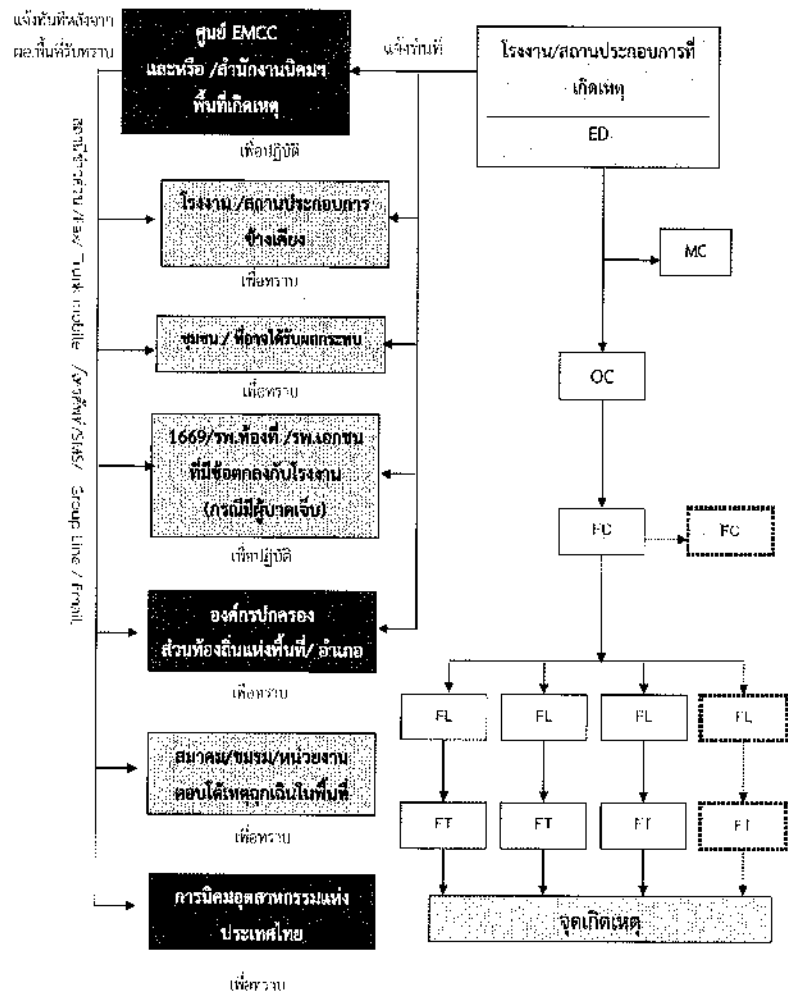 แจ้งทันทีหลังจาก
ผอ.พื้นที่รับทราบ
ศูนย์ EMCC
และหรือ /สำนักงานนิคมฯ
พื้นที่เกิดเหตุ
เพื่อปฏิบัติ
แจ้งทันที
โรงงาน/สถานประกอบการที่
เกิดเหตุ
ED
โรงงาน /สถานประกอบการ
ข้างเคียง
เพื่อทราบ
MC
ชุมชน / ที่อาจได้รับผลกระทบ
เพื่อทราบ
OC
1669/รพ.ท้องที่ /รพ.เอกชน
ที่มีข้อตกลงกับโรงงาน
(กรณีมีผู้บาดเจ็บ)
เพื่อปฏิบัติ
FC
FC
/Fax/ Trunk mobile /โทรศัพท์/SMS/ Group Line / Email
องค์กรปกครอง
ส่วนท้องถิ่นแห่งพื้นที่/ อำเภอ
เพื่อทราบ
FL
FL
FL
FL
สมาคม/ชมรม/หน่วยงาน
ตอบโต้เหตุฉุกเฉินในพื้นที่
เพื่อทราบ
FT
FT
FT
FT
การนิคมอุตสาหกรรมแห่ง
ประเทศไทย
เพื่อทราบ
จุดเกิดเหตุ